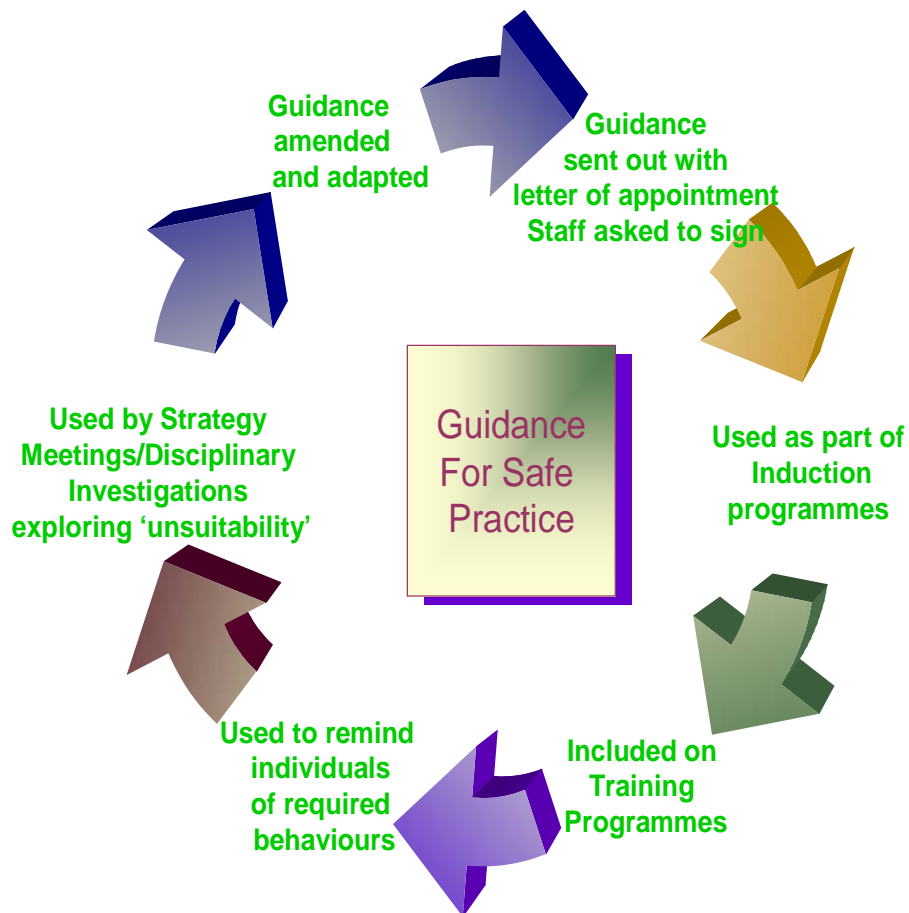 Guidance
amended
and adapted
Guidance
sent out with
letter of appointment
Staff asked to sign
Used as part of
Induction
programmes
Included on
Training
Programmes
Used to remind
individuals
of required
behaviours
Used by Strategy
Meetings/Disciplinary
Investigations
exploring ‘unsuitability’
Guidance
For Safe
Practice